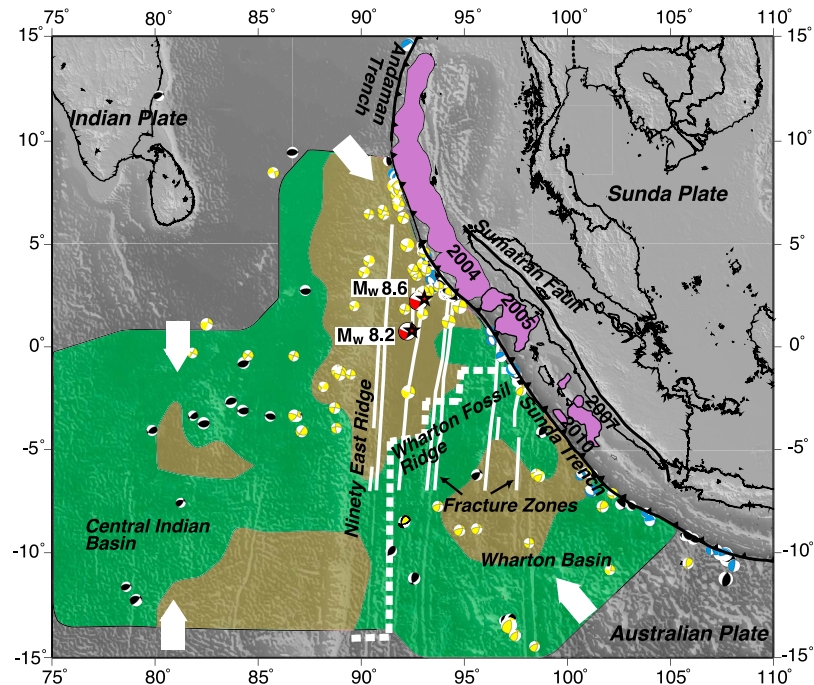 75° 80° 85° 90° 95° 100° 105° 110°
15° 15°
Andaman
Trench
Indian Plate
10° 10°
Sunda Plate
5° 5°
Sumatran Fault
2004
Mw 8.6
2005
Mw 8.2
0° 0°
2007
2010
Ninety East Ridge
Wharton Fossil
Ridge
Sunda Trench
-5° -5°
Fracture Zones
Central Indian
Basin
-10° -10°
Wharton Basin
Australian Plate
-15° -15°
75° 80° 85° 90° 95° 100° 105° 110°